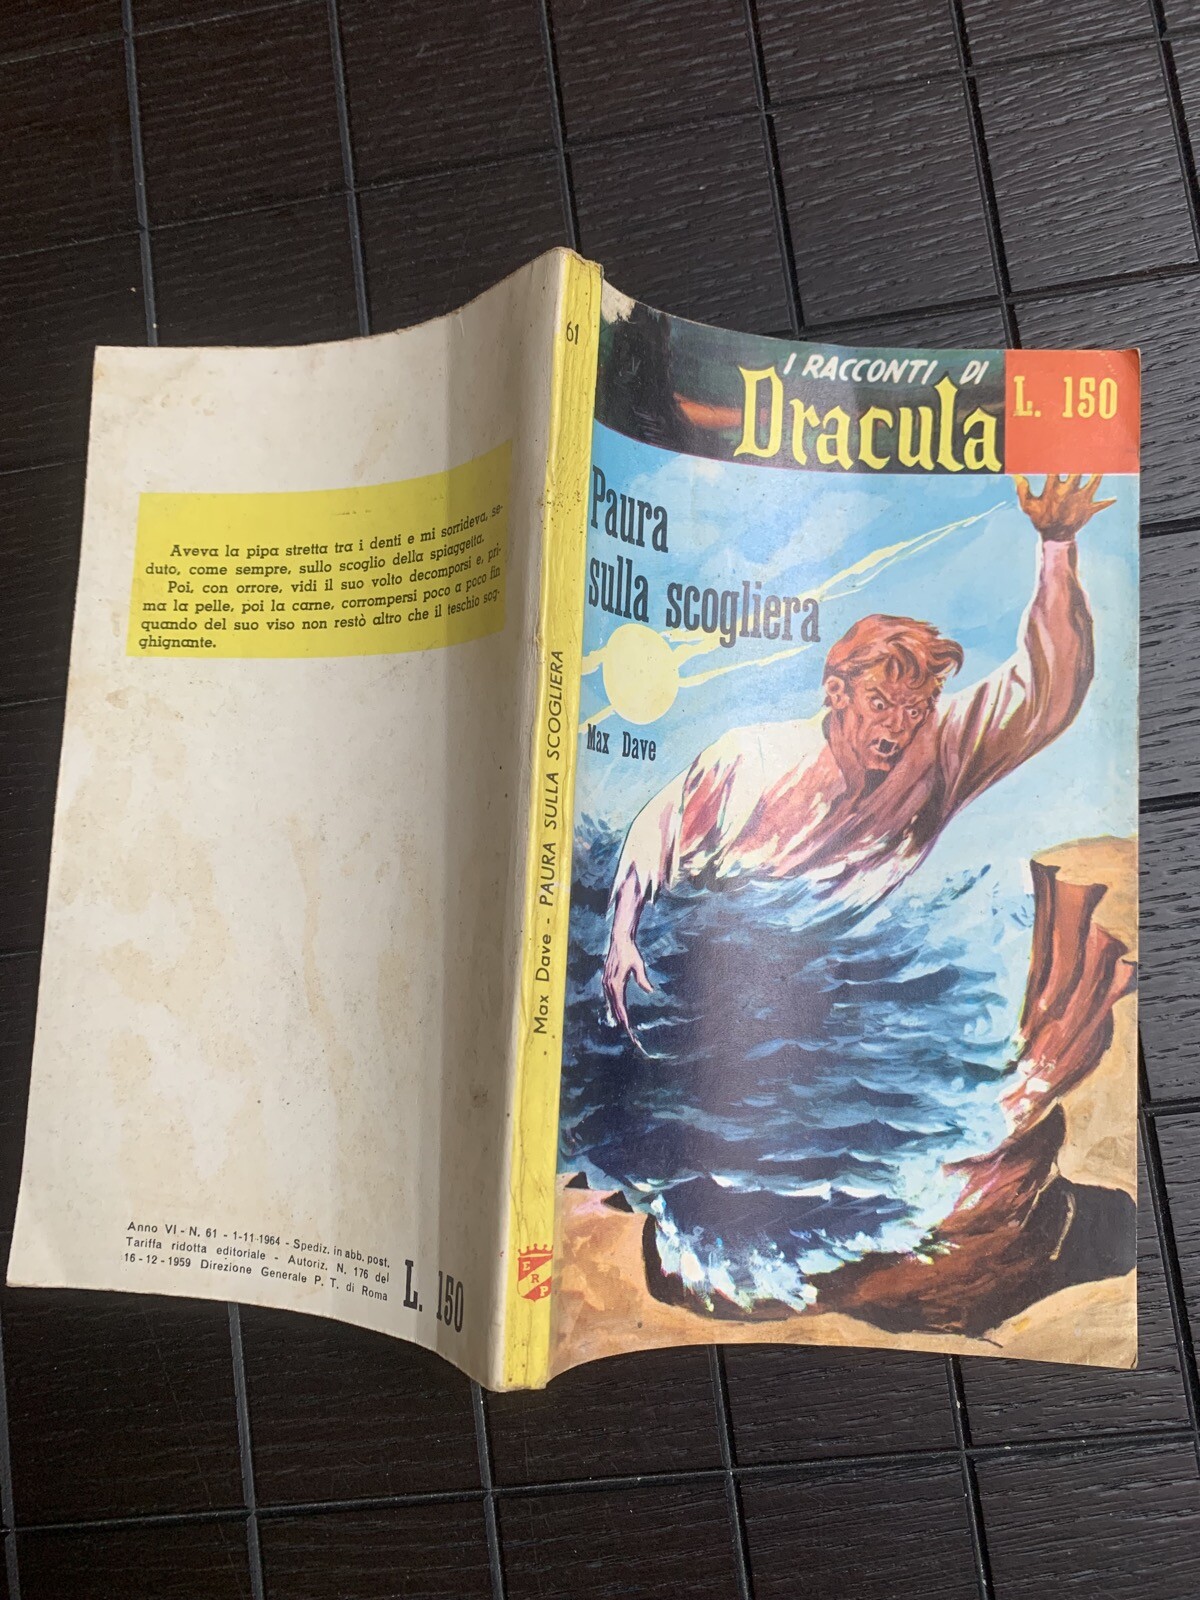 Aveva la pipa stretta tra i denti e mi sorrideva, se-
duto, come sempre, sullo scoglio della spiaggetta.
Poi, con orrore, vidi il suo volto decomporsi e, pri-
ma la pelle, poi la carne, corrompersi poco a poco fin
quando del suo viso non restò altro che il teschio sog-
ghignante.
Anno VI - N. 61 - 1-11-1964 - Spediz. in abb. post.
Tariffa ridotta editoriale - Autoriz. N. 176 del
16-12-1959 Direzione Generale P. T. di Roma
L. 150
61
Max Dave - PAURA SULLA SCOGLIERA
E
R
P
I RACCONTI DI
Dracula
L. 150
Paura
sulla scogliera
Max Dave